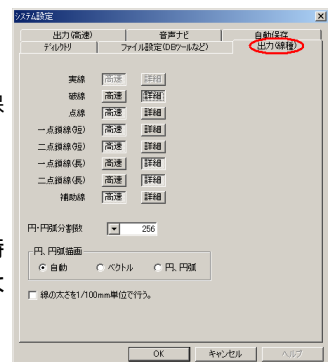 システム設定
出力(高速)
音声ナビ
自動保存
ディレクトリ
ファイル設定(DBツールなど)
出力(線種)
実線 高速 詳細
破線 高速 詳細
点線 高速 詳細
一点鎖線(短) 高速 詳細
二点鎖線(短) 高速 詳細
一点鎖線(長) 高速 詳細
二点鎖線(長) 高速 詳細
補助線 高速 詳細
円・円弧分割数 256
円、円弧描画
自動 ベクトル 円、円弧
線の太さを1/100mm単位で行う。
OK キャンセル ヘルプ